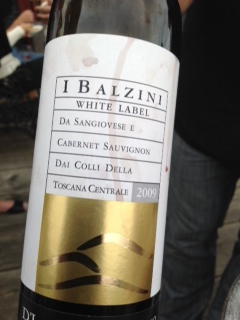 I BALZINI
WHITE LABEL
DA SANGIOVESE E
CABERNET SAUVIGNON
DAI COLLI DELLA
TOSCANA CENTRALE 2009